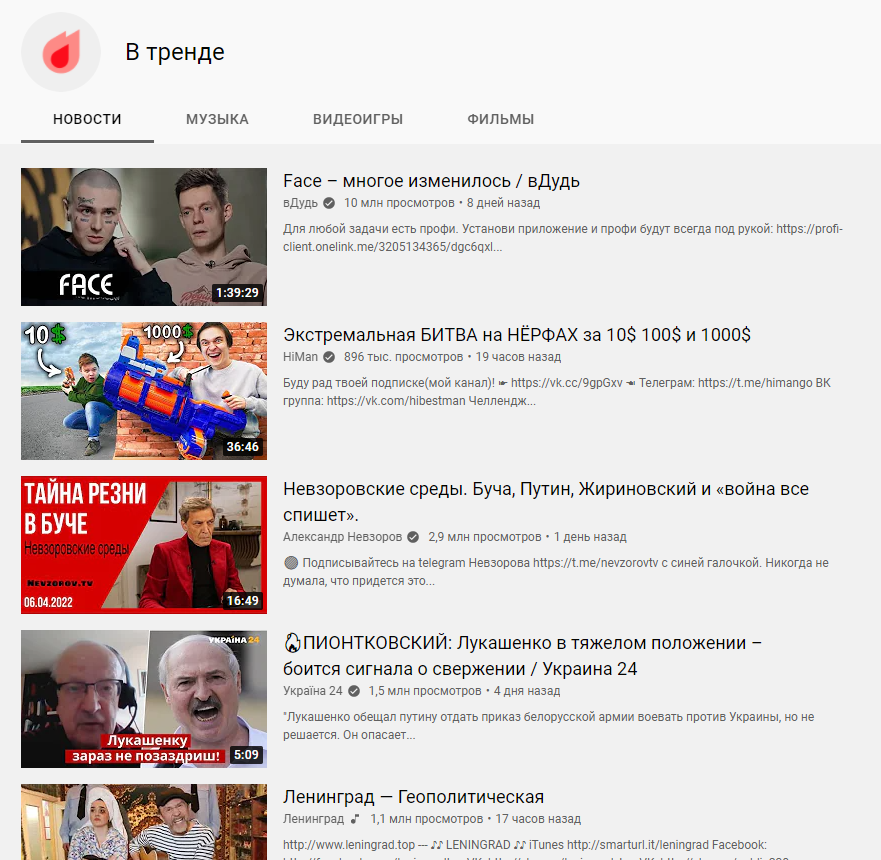 В тренде
НОВОСТИ
МУЗЫКА
ВИДЕОИГРЫ
ФИЛЬМЫ
FACE
1:39:29
Face – многое изменилось / вДудь
вДудь 10 млн просмотров • 8 дней назад
Для любой задачи есть профи. Установи приложение и профи будут всегда под рукой: https://profi-
client.onelink.me/3205134365/dgc6qxl...
10$
1000$
36:46
Экстремальная БИТВА на НЁРФАХ за 10$ 100$ и 1000$
HiMan 896 тыс. просмотров • 19 часов назад
Буду рад твоей подписке(мой канал)! ☛ https://vk.cc/9gpGxv ☚ Телеграм: https://t.me/himango ВК
группа: https://vk.com/hibestman Челлендж...
ТАЙНА РЕЗНИ
В БУЧЕ
Невзоровские среды
NEVZOROV.TV
06.04.2022
16:49
Невзоровские среды. Буча, Путин, Жириновский и «война все
спишет».
Александр Невзоров 2,9 млн просмотров • 1 день назад
Подписывайтесь на telegram Невзорова https://t.me/nevzorovtv с синей галочкой. Никогда не
думала, что придется это...
УКРАЇНА 24
Лукашенку
зараз не позаздриш!
5:09
🔥ПИОНТКОВСКИЙ: Лукашенко в тяжелом положении –
боится сигнала о свержении / Украина 24
Україна 24 1,5 млн просмотров • 4 дня назад
"Лукашенко обещал путину отдать приказ белорусской армии воевать против Украины, но не
решается. Он опасает...
Ленинград — Геополитическая
Ленинград 1,1 млн просмотров • 17 часов назад
http://www.leningrad.top --- 🎶 LENINGRAD 🎶 iTunes http://smarturl.it/leningrad Facebook: